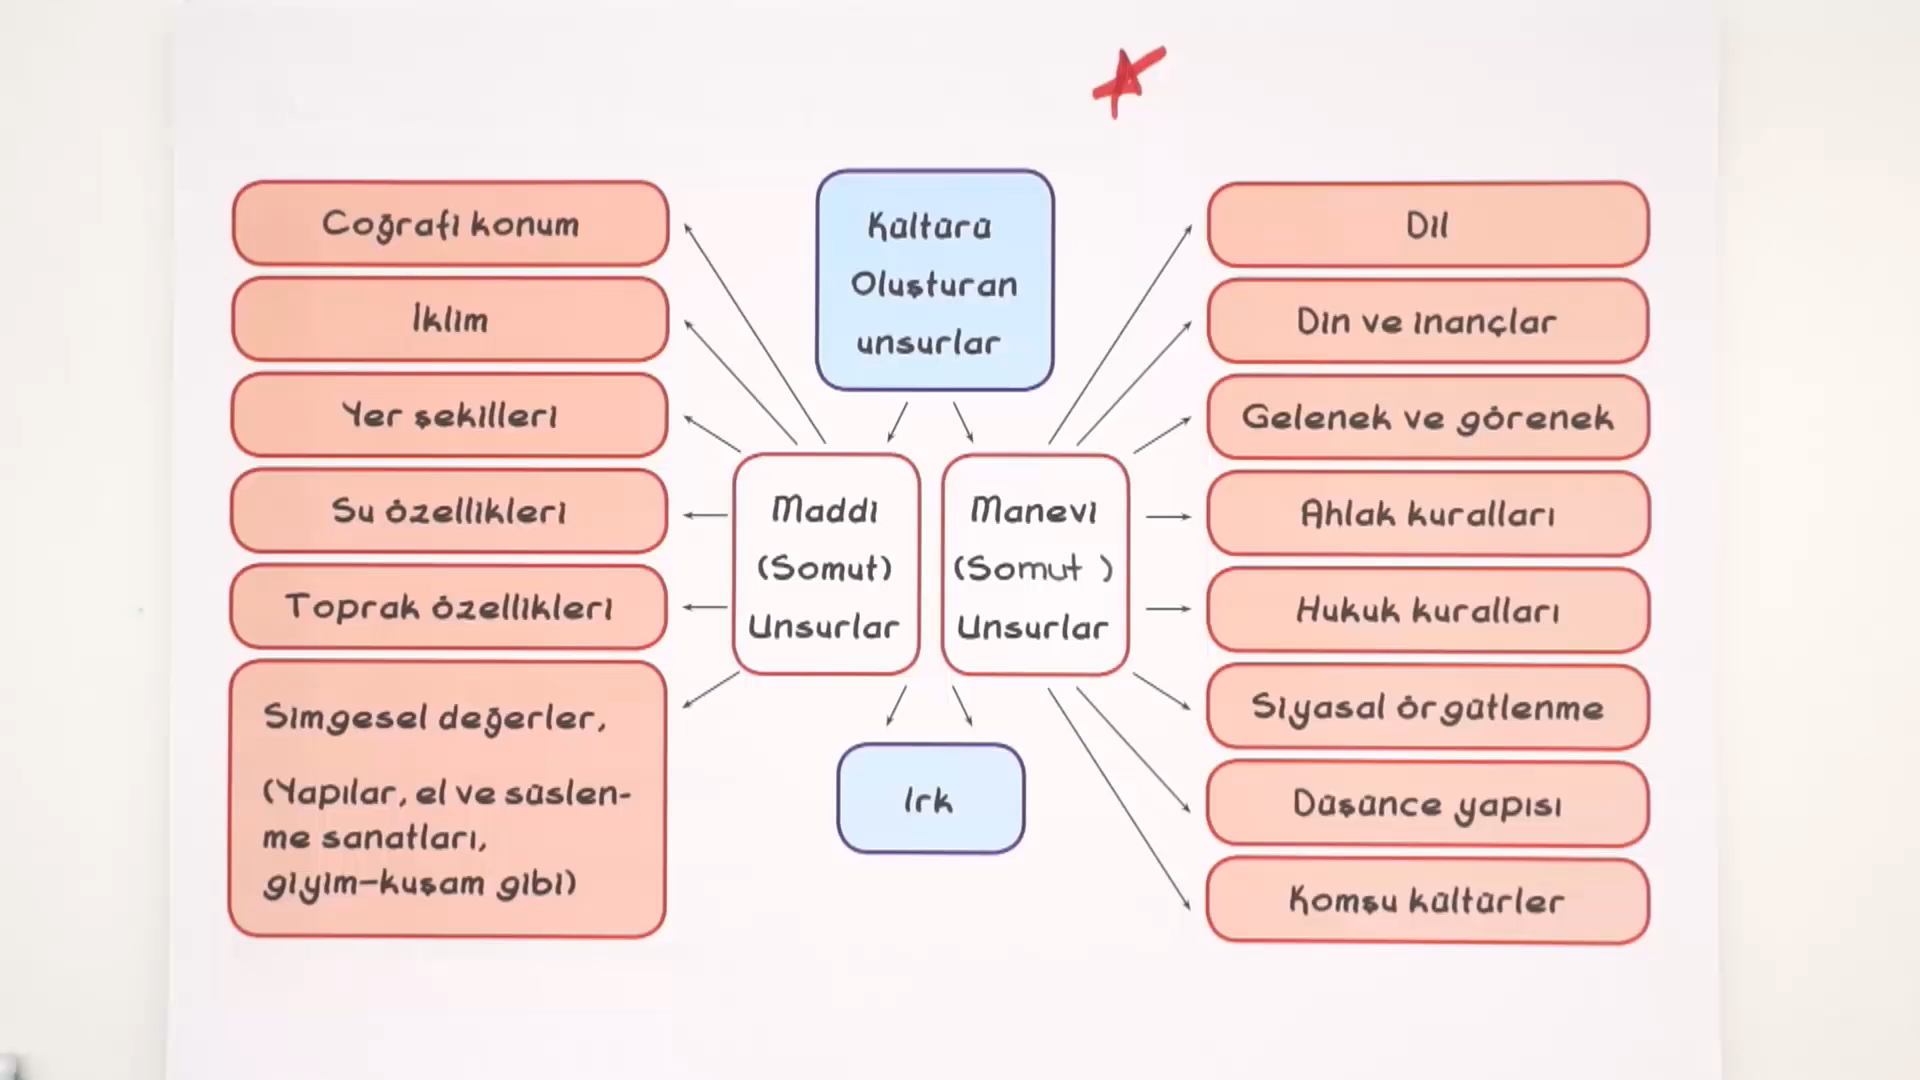 Kültürü
Oluşturan
unsurlar
Maddi
(Somut)
Unsurlar
Manevi
(Somut )
Unsurlar
Irk
Coğrafi konum
İklim
Yer şekilleri
Su özellikleri
Toprak özellikleri
Simgesel değerler,
(Yapılar, el ve süslen-
me sanatları,
giyim-kuşam gibi)
Dil
Din ve inançlar
Gelenek ve görenek
Ahlak kuralları
Hukuk kuralları
Siyasal örgütlenme
Düşünce yapısı
Komşu kültürler